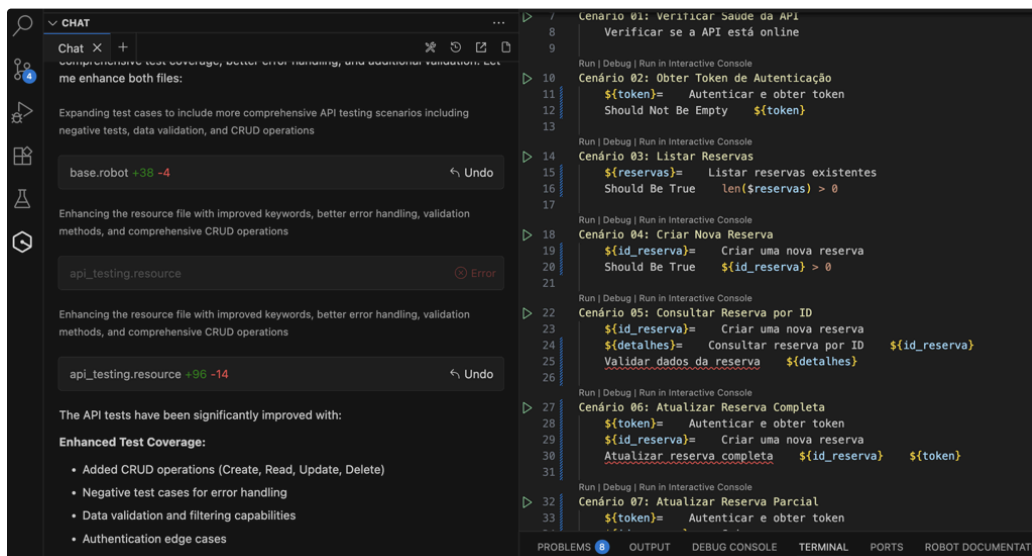 CHAT
Chat
comprehensive test coverage, better error handling, and additional validation. Let
me enhance both files:
Expanding test cases to include more comprehensive API testing scenarios including
negative tests, data validation, and CRUD operations
base.robot +38 -4 Undo
Enhancing the resource file with improved keywords, better error handling, validation
methods, and comprehensive CRUD operations
api_testing.resource Error
Enhancing the resource file with improved keywords, better error handling, validation
methods, and comprehensive CRUD operations
api_testing.resource +96 -14 Undo
The API tests have been significantly improved with:
Enhanced Test Coverage:
• Added CRUD operations (Create, Read, Update, Delete)
• Negative test cases for error handling
• Data validation and filtering capabilities
• Authentication edge cases
4
7 Cenário 01: Verificar Saúde da API
8 Verificar se a API está online
9
Run | Debug | Run in Interactive Console
10 Cenário 02: Obter Token de Autenticação
11 ${token}= Autenticar e obter token
12 Should Not Be Empty ${token}
13
Run | Debug | Run in Interactive Console
14 Cenário 03: Listar Reservas
15 ${reservas}= Listar reservas existentes
16 Should Be True len($reservas) > 0
17
Run | Debug | Run in Interactive Console
18 Cenário 04: Criar Nova Reserva
19 ${id_reserva}= Criar uma nova reserva
20 Should Be True ${id_reserva} > 0
21
Run | Debug | Run in Interactive Console
22 Cenário 05: Consultar Reserva por ID
23 ${id_reserva}= Criar uma nova reserva
24 ${detalhes}= Consultar reserva por ID ${id_reserva}
25 Validar dados da reserva ${detalhes}
26
Run | Debug | Run in Interactive Console
27 Cenário 06: Atualizar Reserva Completa
28 ${token}= Autenticar e obter token
29 ${id_reserva}= Criar uma nova reserva
30 Atualizar reserva completa ${id_reserva} ${token}
31
Run | Debug | Run in Interactive Console
32 Cenário 07: Atualizar Reserva Parcial
33 ${token}= Autenticar e obter token
PROBLEMS 8 OUTPUT DEBUG CONSOLE TERMINAL PORTS ROBOT DOCUMENTAT